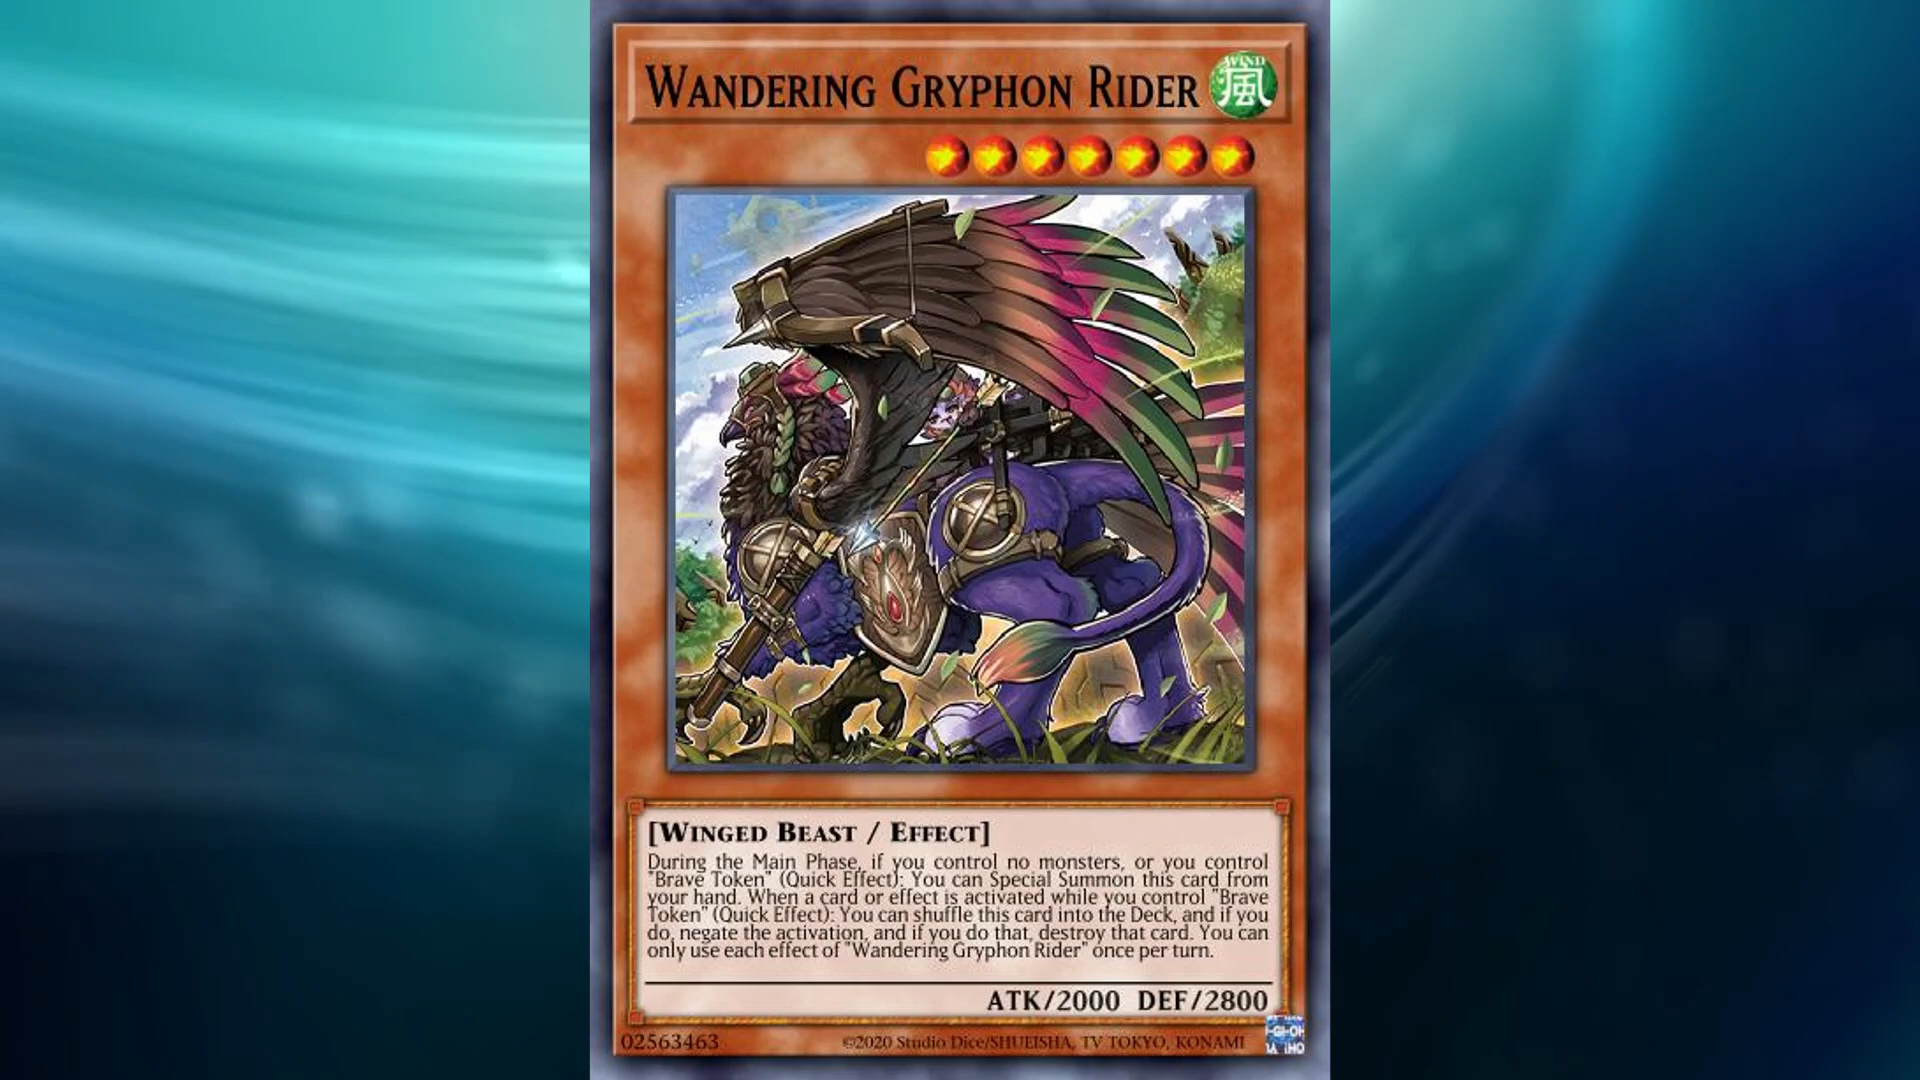 WANDERING GRYPHON RIDER
WIND
風
[WINGED BEAST / EFFECT]
During the Main Phase, if you control no monsters, or you control
"Brave Token" (Quick Effect): You can Special Summon this card from
your hand. When a card or effect is activated while you control "Brave
Token" (Quick Effect): You can shuffle this card into the Deck, and if you
do, negate the activation, and if you do that, destroy that card. You can
only use each effect of "Wandering Gryphon Rider" once per turn.
ATK/2000 DEF/2800
02563463
©2020 Studio Dice/SHUEISHA, TV TOKYO, KONAMI